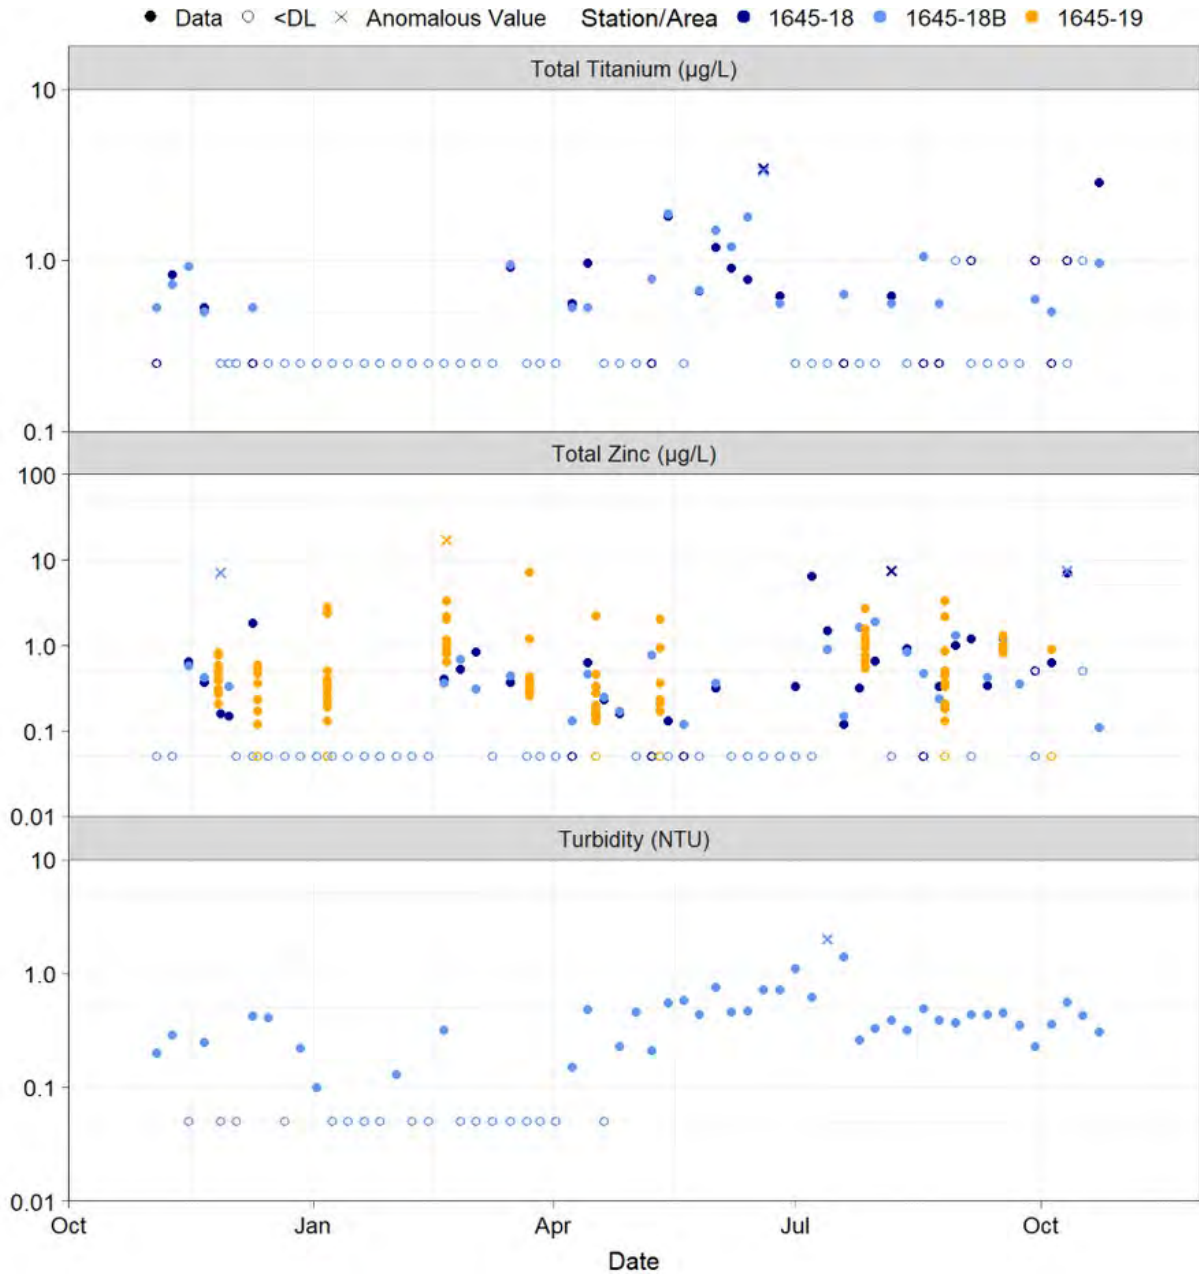 Data <DL Anomalous Value Station/Area 1645-18 1645-18B 1645-19
Total Titanium (µg/L)
10
1.0
0.1
Total Zinc (µg/L)
100
10
1.0
0.1
0.01
Turbidity (NTU)
10
1.0
0.1
0.01
Oct Jan Apr Jul Oct
Date